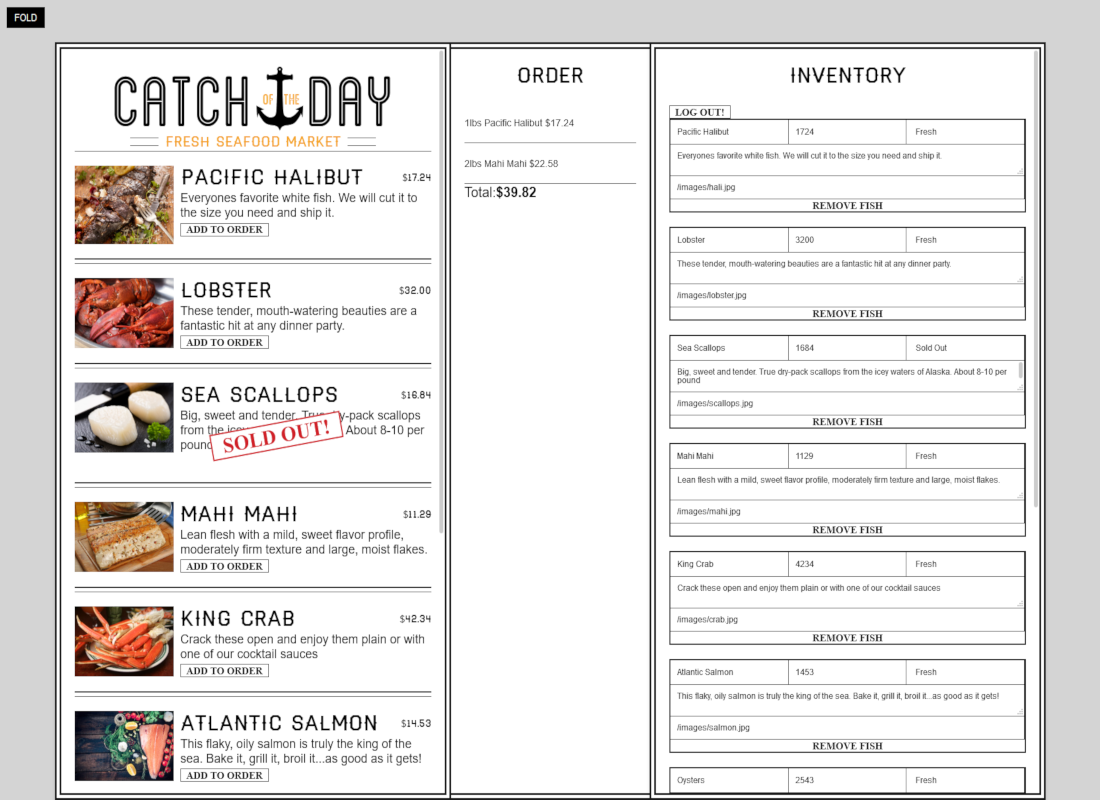 FOLD
CATCH OF THE DAY
FRESH SEAFOOD MARKET
PACIFIC HALIBUT $17.24
Everyones favorite white fish. We will cut it to
the size you need and ship it.
ADD TO ORDER
LOBSTER $32.00
These tender, mouth-watering beauties are a
fantastic hit at any dinner party.
ADD TO ORDER
SEA SCALLOPS $16.84
Big, sweet and tender. True dry-pack scallops
from the icey About 8-10 per
pound
SOLD OUT!
MAHI MAHI $11.29
Lean flesh with a mild, sweet flavor profile,
moderately firm texture and large, moist flakes.
ADD TO ORDER
KING CRAB $42.34
Crack these open and enjoy them plain or with
one of our cocktail sauces
ADD TO ORDER
ATLANTIC SALMON $14.53
This flaky, oily salmon is truly the king of the
sea. Bake it, grill it, broil it...as good as it gets!
ADD TO ORDER
ORDER
1lbs Pacific Halibut $17.24
2lbs Mahi Mahi $22.58
Total:$39.82
INVENTORY
LOG OUT!
Pacific Halibut 1724 Fresh
Everyones favorite white fish. We will cut it to the size you need and ship it.
/images/hali.jpg
REMOVE FISH
Lobster 3200 Fresh
These tender, mouth-watering beauties are a fantastic hit at any dinner party.
/images/lobster.jpg
REMOVE FISH
Sea Scallops 1684 Sold Out
Big, sweet and tender. True dry-pack scallops from the icey waters of Alaska. About 8-10 per
pound
/images/scallops.jpg
REMOVE FISH
Mahi Mahi 1129 Fresh
Lean flesh with a mild, sweet flavor profile, moderately firm texture and large, moist flakes.
/images/mahi.jpg
REMOVE FISH
King Crab 4234 Fresh
Crack these open and enjoy them plain or with one of our cocktail sauces
/images/crab.jpg
REMOVE FISH
Atlantic Salmon 1453 Fresh
This flaky, oily salmon is truly the king of the sea. Bake it, grill it, broil it...as good as it gets!
/images/salmon.jpg
REMOVE FISH
Oysters 2543 Fresh